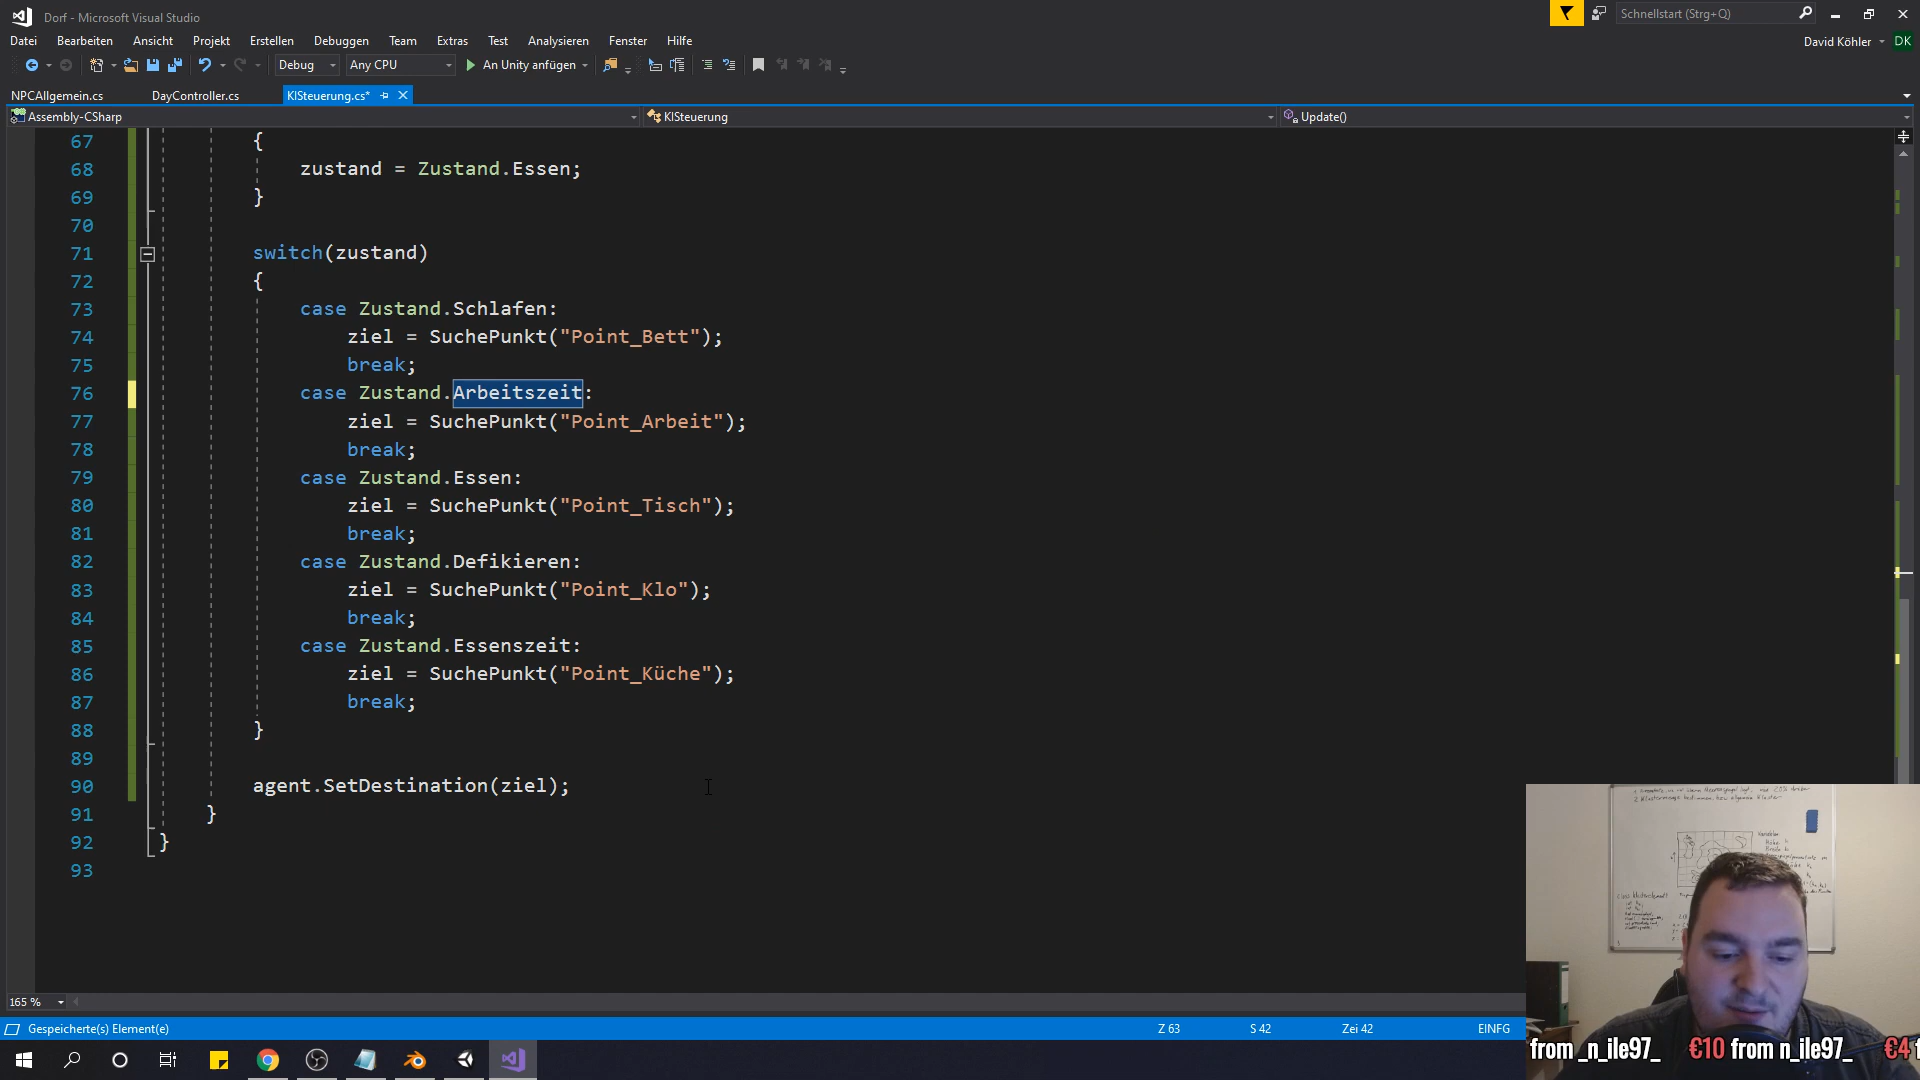 Dorf - Microsoft Visual Studio
Schnellstart (Strg+Q)
Datei Bearbeiten Ansicht Projekt Erstellen Debuggen Team Extras Test Analysieren Fenster Hilfe
David Köhler DK
Debug Any CPU An Unity anfügen
NPCAllgemein.cs DayController.cs KISteuerung.cs*
Assembly-CSharp KISteuerung Update()
67 {
68 zustand = Zustand.Essen;
69 }
70
71 switch(zustand)
72 {
73 case Zustand.Schlafen:
74 ziel = SuchePunkt("Point_Bett");
75 break;
76 case Zustand.Arbeitszeit:
77 ziel = SuchePunkt("Point_Arbeit");
78 break;
79 case Zustand.Essen:
80 ziel = SuchePunkt("Point_Tisch");
81 break;
82 case Zustand.Defikieren:
83 ziel = SuchePunkt("Point_Klo");
84 break;
85 case Zustand.Essenszeit:
86 ziel = SuchePunkt("Point_Küche");
87 break;
88 }
89
90 agent.SetDestination(ziel);
91 }
92 }
93
165 %
Gespeicherte(s) Element(e) Z 63 S 42 Zei 42 EINFG
from _n_ile97_ €10 from n_ile97_ €4